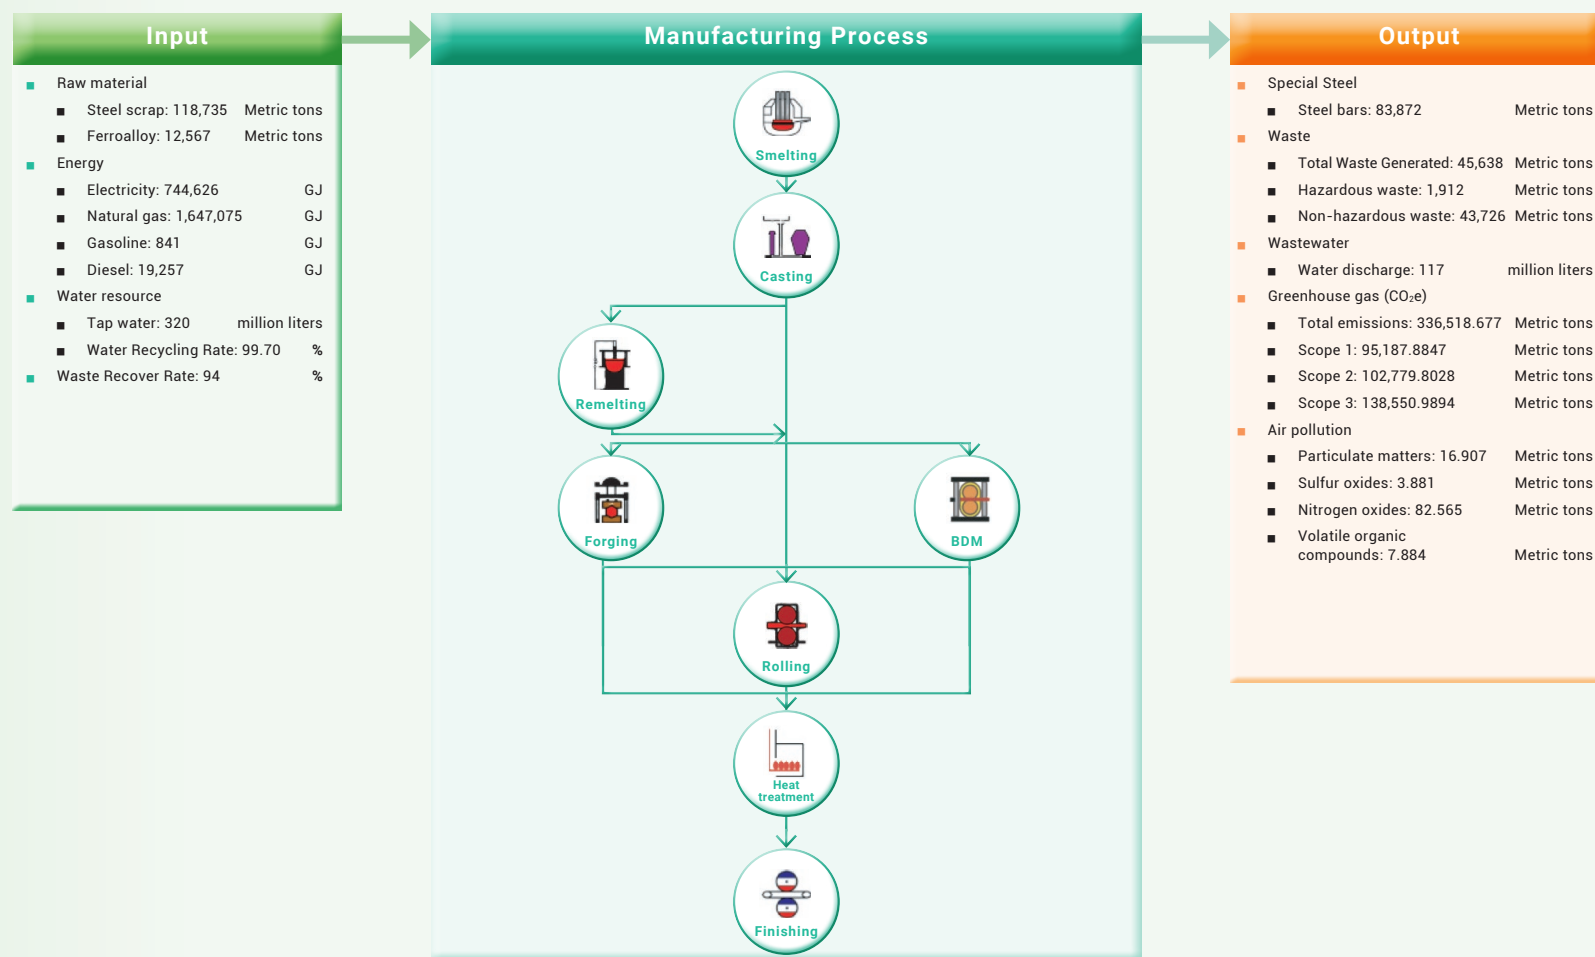 Input
Raw material
Steel scrap: 118,735 Metric tons
Ferroalloy: 12,567 Metric tons
Energy
Electricity: 744,626 GJ
Natural gas: 1,647,075 GJ
Gasoline: 841 GJ
Diesel: 19,257 GJ
Water resource
Tap water: 320 million liters
Water Recycling Rate: 99.70 %
Waste Recover Rate: 94 %
Manufacturing Process
Smelting
Casting
Remelting
Forging
BDM
Rolling
Heat
treatment
Finishing
Output
Special Steel
Steel bars: 83,872 Metric tons
Waste
Total Waste Generated: 45,638 Metric tons
Hazardous waste: 1,912 Metric tons
Non-hazardous waste: 43,726 Metric tons
Wastewater
Water discharge: 117 million liters
Greenhouse gas (CO₂e)
Total emissions: 336,518.677 Metric tons
Scope 1: 95,187.8847 Metric tons
Scope 2: 102,779.8028 Metric tons
Scope 3: 138,550.9894 Metric tons
Air pollution
Particulate matters: 16.907 Metric tons
Sulfur oxides: 3.881 Metric tons
Nitrogen oxides: 82.565 Metric tons
Volatile organic
compounds: 7.884 Metric tons